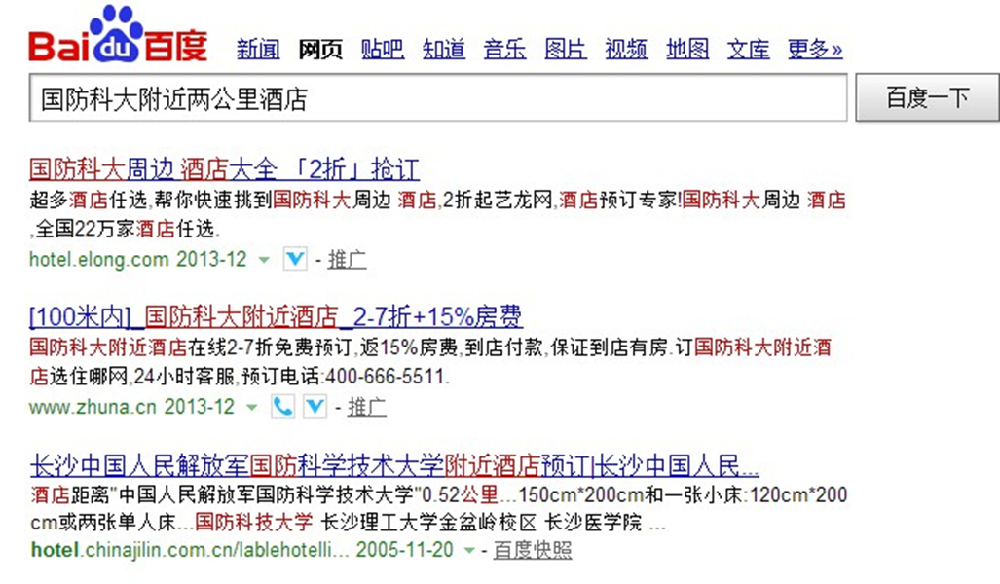 Bai du 百度 新闻 网页 贴吧 知道 音乐 图片 视频 地图 文库 更多»
国防科大附近两公里酒店 百度一下
国防科大周边 酒店大全 「2折」抢订
超多酒店任选,帮你快速挑到国防科大周边 酒店,2折起艺龙网,酒店预订专家!国防科大周边 酒店
,全国22万家酒店任选.
hotel.elong.com 2013-12 - 推广
[100米内]_国防科大附近酒店_2-7折+15%房费
国防科大附近酒店在线2-7折免费预订,返15%房费,到店付款,保证到店有房.订国防科大附近酒
店选住哪网,24小时客服,预订电话:400-666-5511.
www.zhuna.cn 2013-12 - 推广
长沙中国人民解放军国防科学技术大学附近酒店预订|长沙中国人民...
酒店距离"中国人民解放军国防科学技术大学"0.52公里...150cm*200cm和一张小床:120cm*200
cm或两张单人床...国防科技大学 长沙理工大学金盆岭校区 长沙医学院 ...
hotel.chinajilin.com.cn/lablehotelli... 2005-11-20 - 百度快照